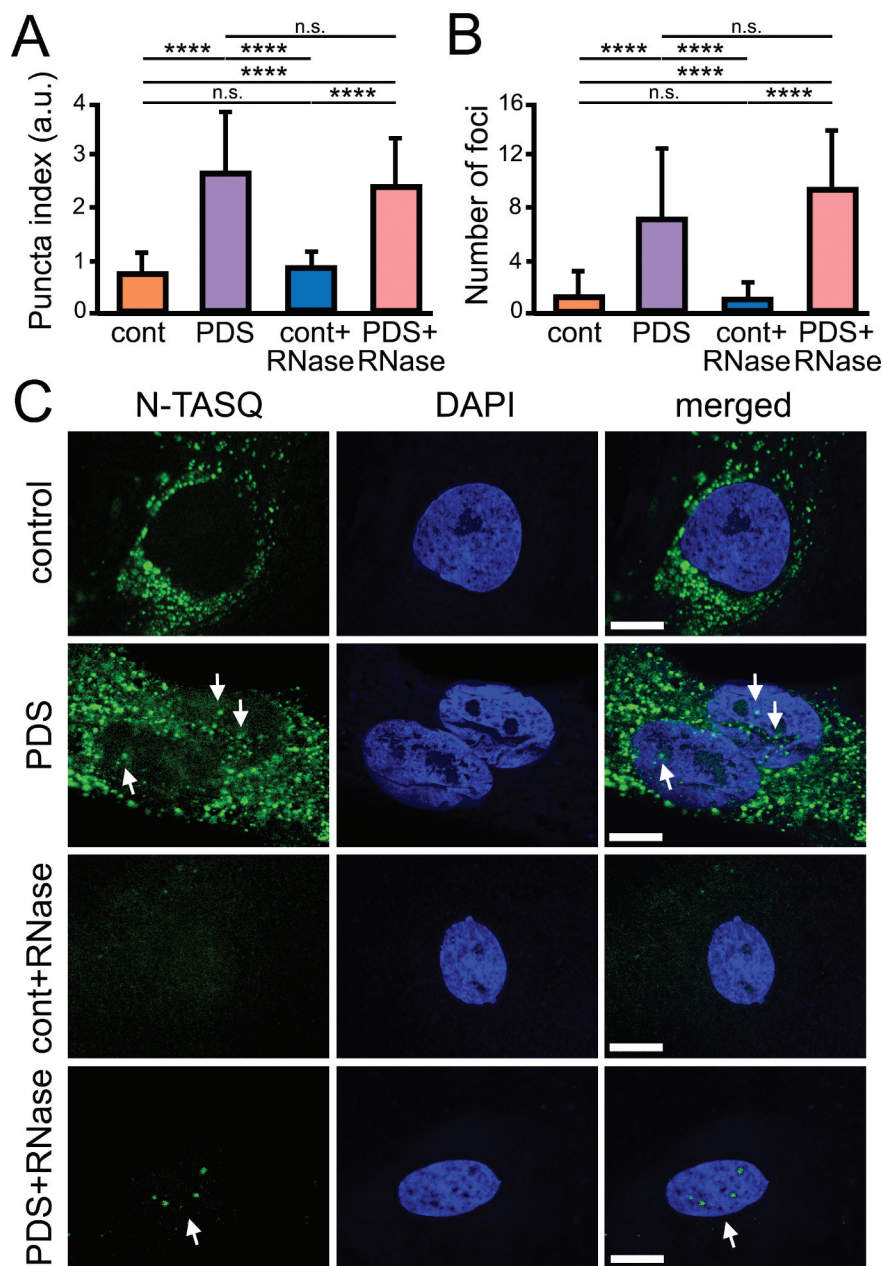 A
n.s.
**** ****
****
n.s. ****
Puncta index (a.u.)
4
3
2
1
0
cont PDS cont+ PDS+
RNase RNase
B
n.s.
**** ****
****
n.s. ****
Number of foci
16
12
8
4
0
cont PDS cont+ PDS+
RNase RNase
C
N-TASQ DAPI merged
control
PDS
cont+RNase
PDS+RNase